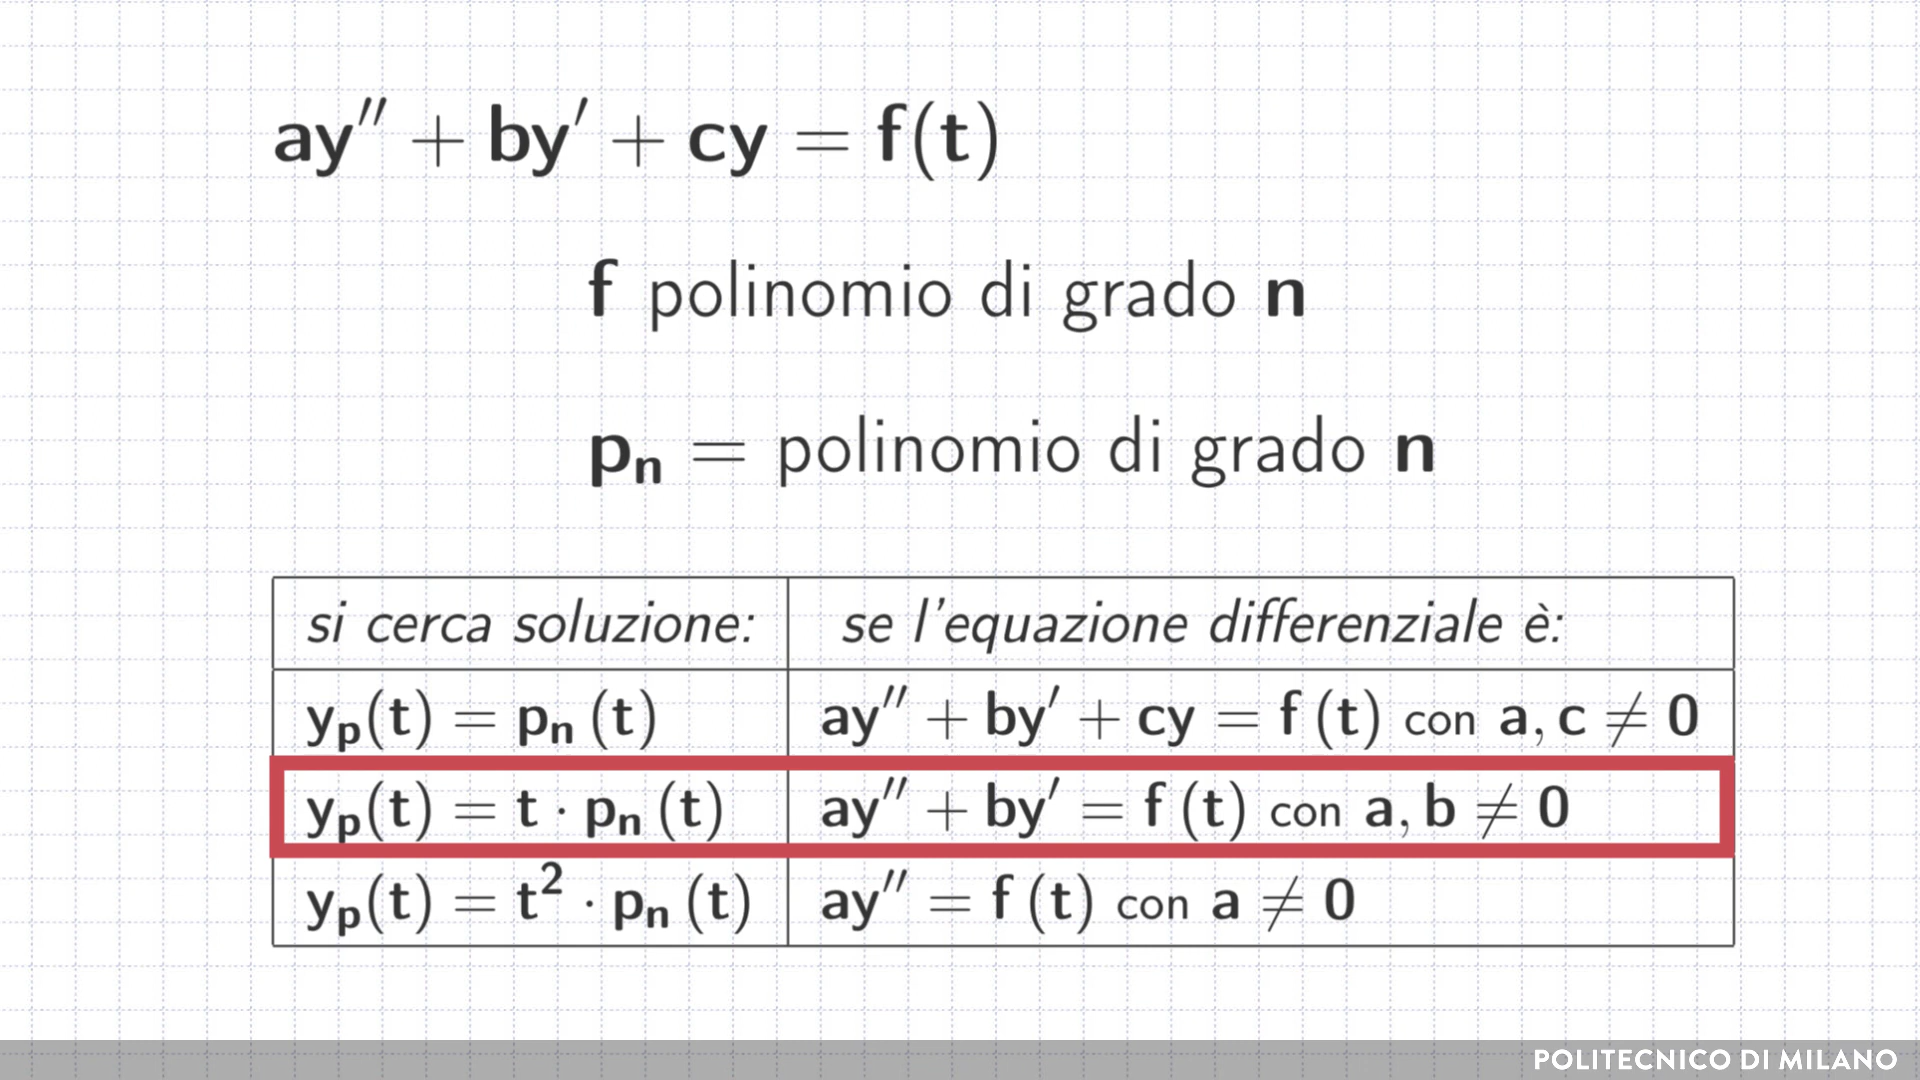 ay″ + by′ + cy = f(t)
f polinomio di grado n
pₙ = polinomio di grado n
si cerca soluzione: se l'equazione differenziale è:
yₚ(t) = pₙ (t) ay″ + by′ + cy = f (t) con a, c ≠ 0
yₚ(t) = t · pₙ (t) ay″ + by′ = f (t) con a, b ≠ 0
yₚ(t) = t² · pₙ (t) ay″ = f (t) con a ≠ 0
POLITECNICO DI MILANO